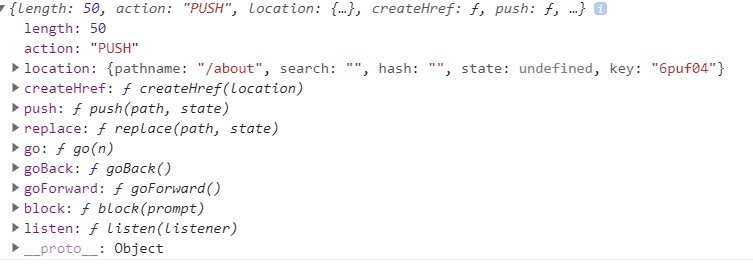 {length: 50, action: "PUSH", location: {…}, createHref: ƒ, push: ƒ, …} i
length: 50
action: "PUSH"
location: {pathname: "/about", search: "", hash: "", state: undefined, key: "6puf04"}
createHref: ƒ createHref(location)
push: ƒ push(path, state)
replace: ƒ replace(path, state)
go: ƒ go(n)
goBack: ƒ goBack()
goForward: ƒ goForward()
block: ƒ block(prompt)
listen: ƒ listen(listener)
__proto__: Object